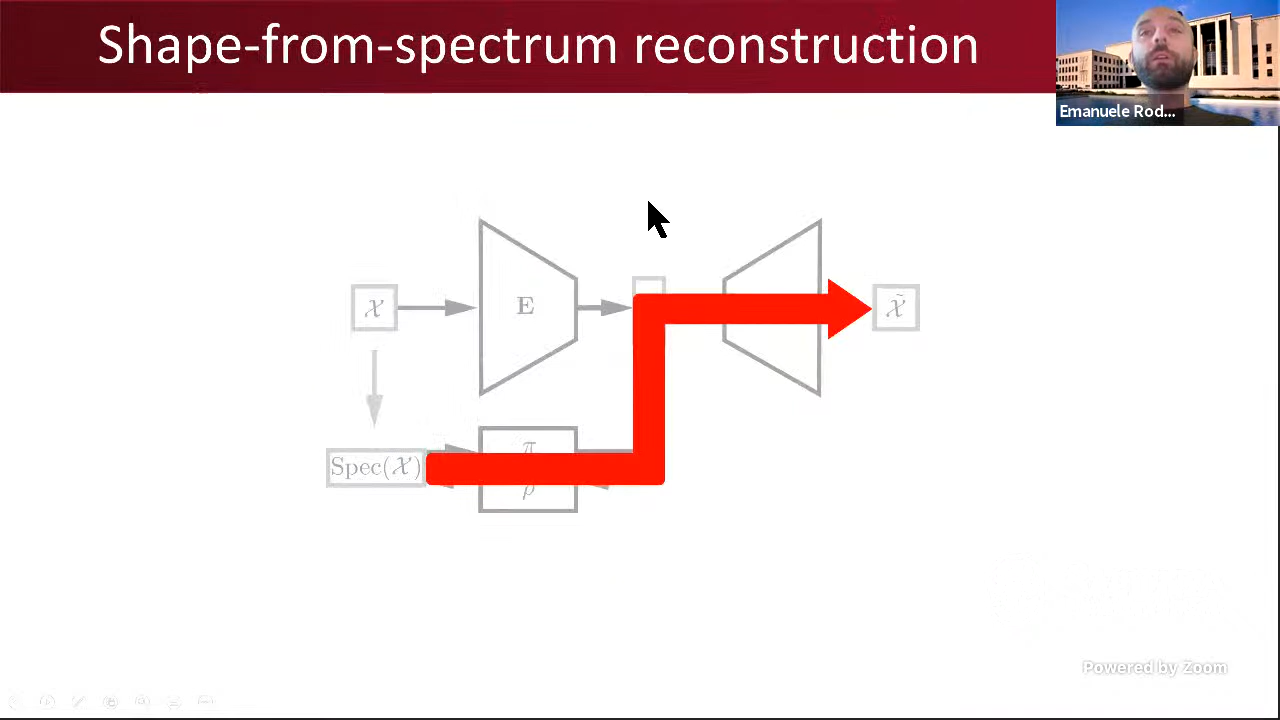 Shape-from-spectrum reconstruction
Emanuele Rod...
𝒳
E
𝒳̃
Spec(𝒳)
π
ρ
Powered by Zoom